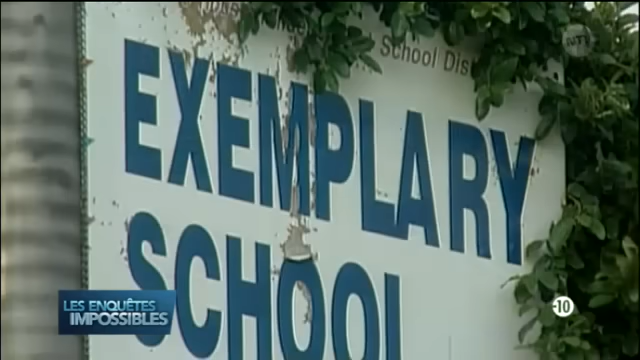 School Dis
EXEMPLARY
SCHOOL
LES ENQUÊTES
IMPOSSIBLES
-10